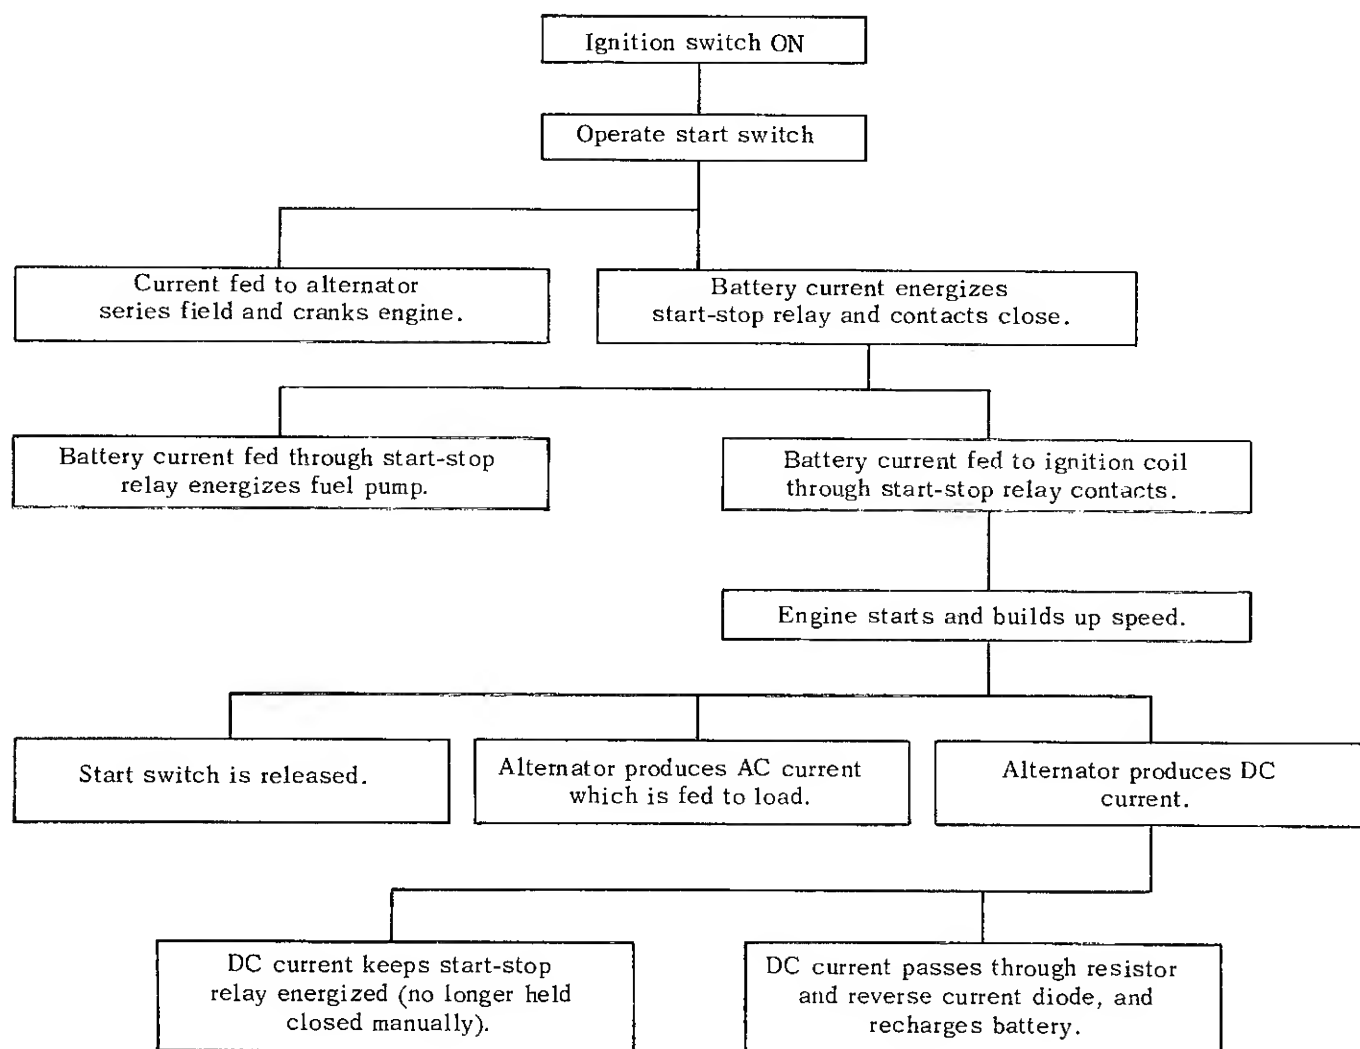 Ignition switch ON
Operate start switch
Current fed to alternator
series field and cranks engine.
Battery current energizes
start-stop relay and contacts close.
Battery current fed through start-stop
relay energizes fuel pump.
Battery current fed to ignition coil
through start-stop relay contacts.
Engine starts and builds up speed.
Start switch is released.
Alternator produces AC current
which is fed to load.
Alternator produces DC
current.
DC current keeps start-stop
relay energized (no longer held
closed manually).
DC current passes through resistor
and reverse current diode, and
recharges battery.